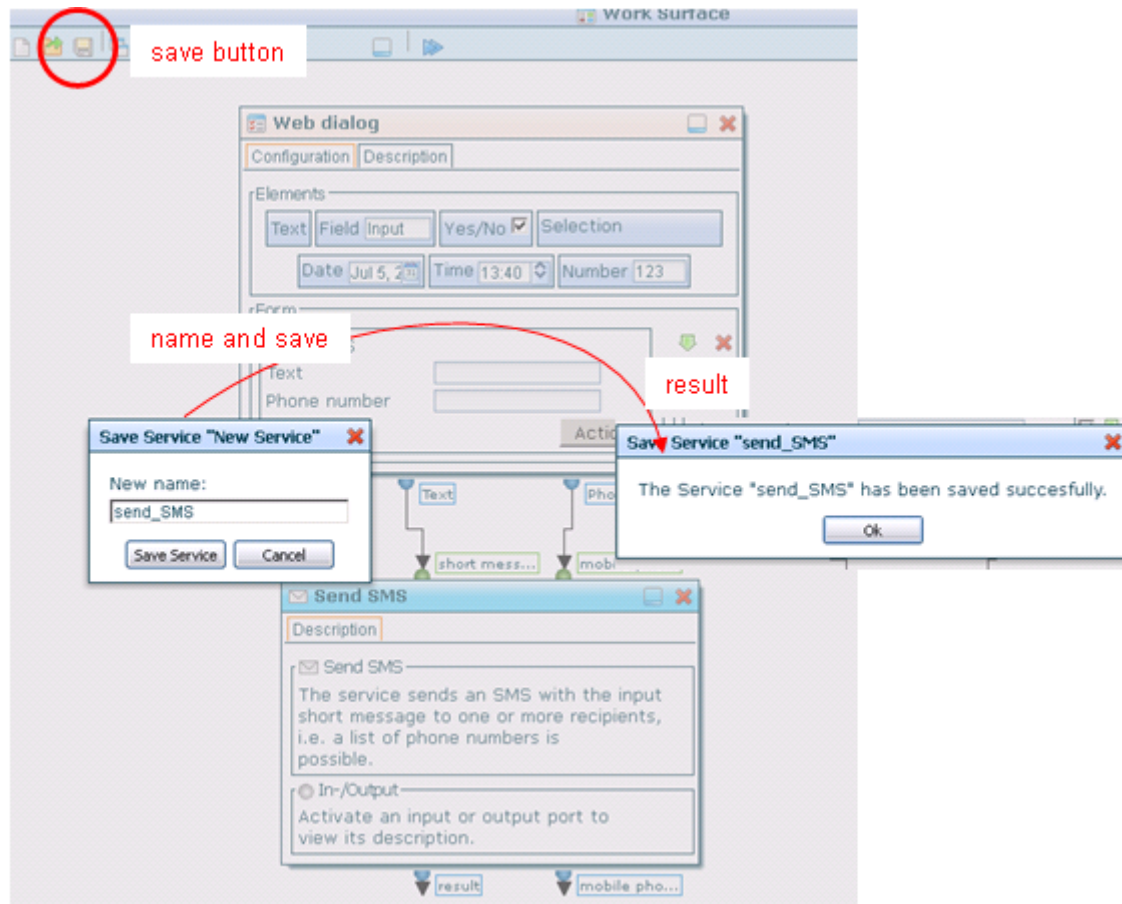 Work Surface
save button
Web dialog
Configuration Description
Elements
Text Field Input Yes/No Selection
Date Jul 5, 2 Time 13:40 Number 123
Form
name and save
result
Text
Phone number
Actio
Save Service "New Service"
New name:
send_SMS
Save Service Cancel
Save Service "send_SMS"
The Service "send_SMS" has been saved succesfully.
Ok
Text Pho
short mess... mobi
Send SMS
Description
Send SMS
The service sends an SMS with the input
short message to one or more recipients,
i.e. a list of phone numbers is
possible.
In-/Output
Activate an input or output port to
view its description.
result mobile pho...